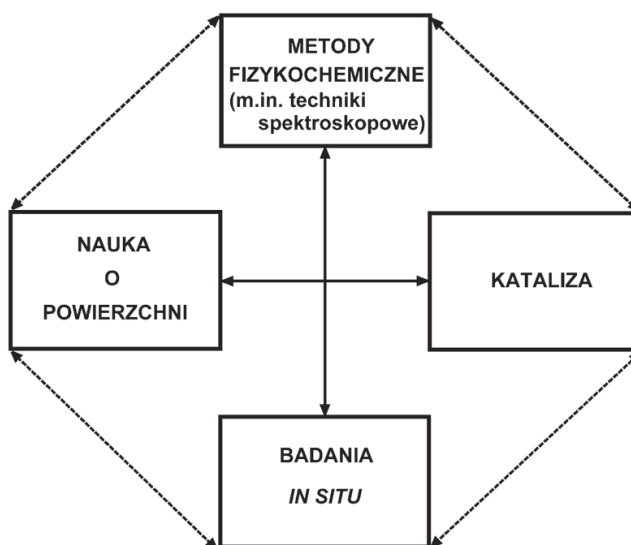 METODY
FIZYKOCHEMICZNE
(m.in. techniki
spektroskopowe)
NAUKA
O
POWIERZCHNI
KATALIZA
BADANIA
IN SITU